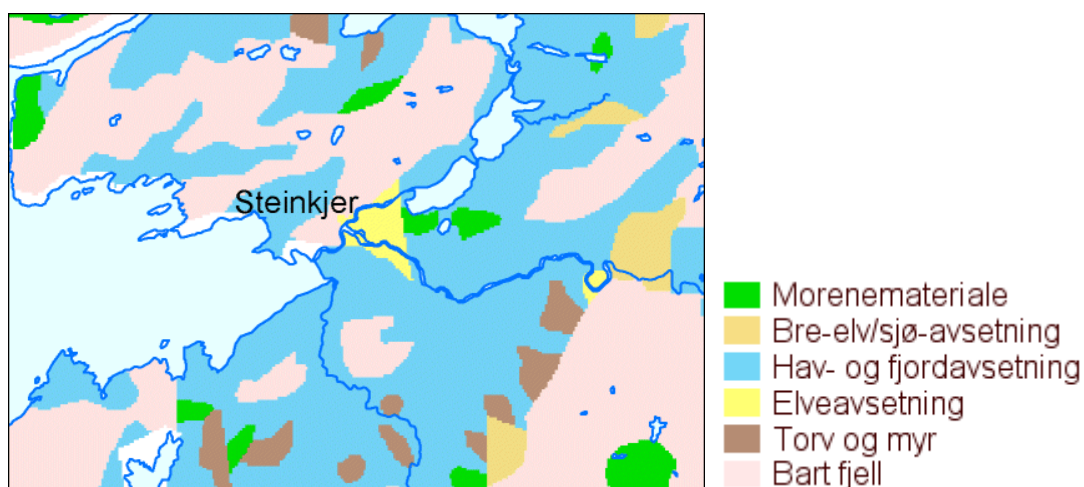 Steinkjer
Morenemateriale
Bre-elv/sjø-avsetning
Hav- og fjordavsetning
Elveavsetning
Torv og myr
Bart fjell